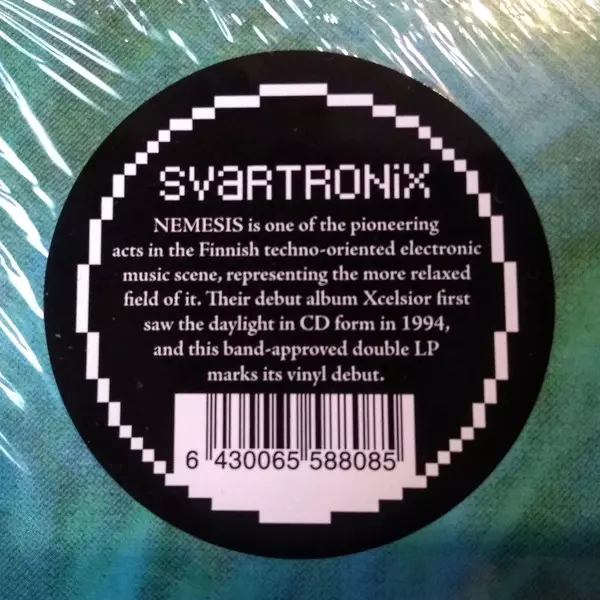 svaRTRONiX
NEMESIS is one of the pioneering
acts in the Finnish techno-oriented electronic
music scene, representing the more relaxed
field of it. Their debut album Xcelsior first
saw the daylight in CD form in 1994,
and this band-approved double LP
marks its vinyl debut.
6 430065 588085